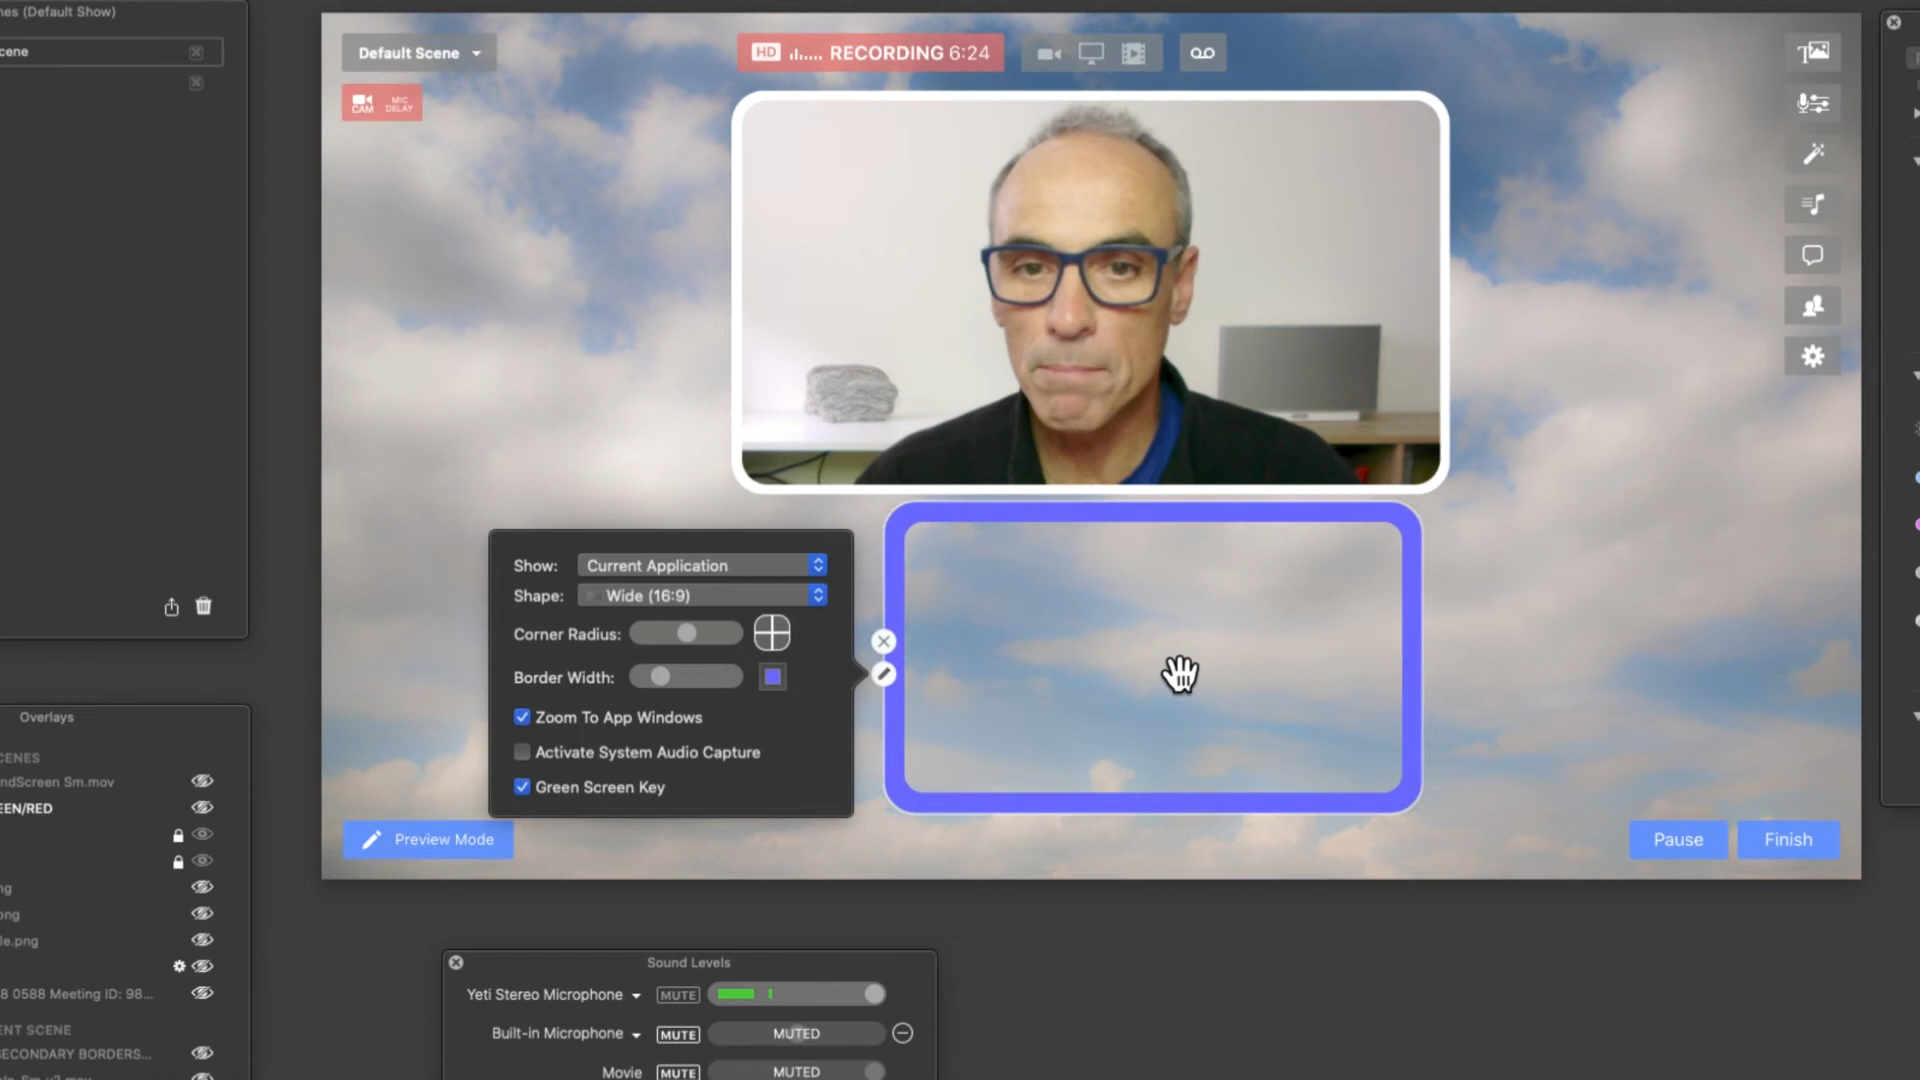 nes (Default Show)
cene
Default Scene
HD RECORDING 6:24
CAM MIC DELAY
Show: Current Application
Shape: Wide (16:9)
Corner Radius:
Border Width:
Zoom To App Windows
Activate System Audio Capture
Green Screen Key
Preview Mode
Pause
Finish
Overlays
CENES
ndScreen Sm.mov
EEN/RED
ng
ong
le.png
8 0588 Meeting ID: 98...
ENT SCENE
SECONDARY BORDERS...
Sound Levels
Yeti Stereo Microphone MUTE
Built-in Microphone MUTE MUTED
Movie MUTE MUTED